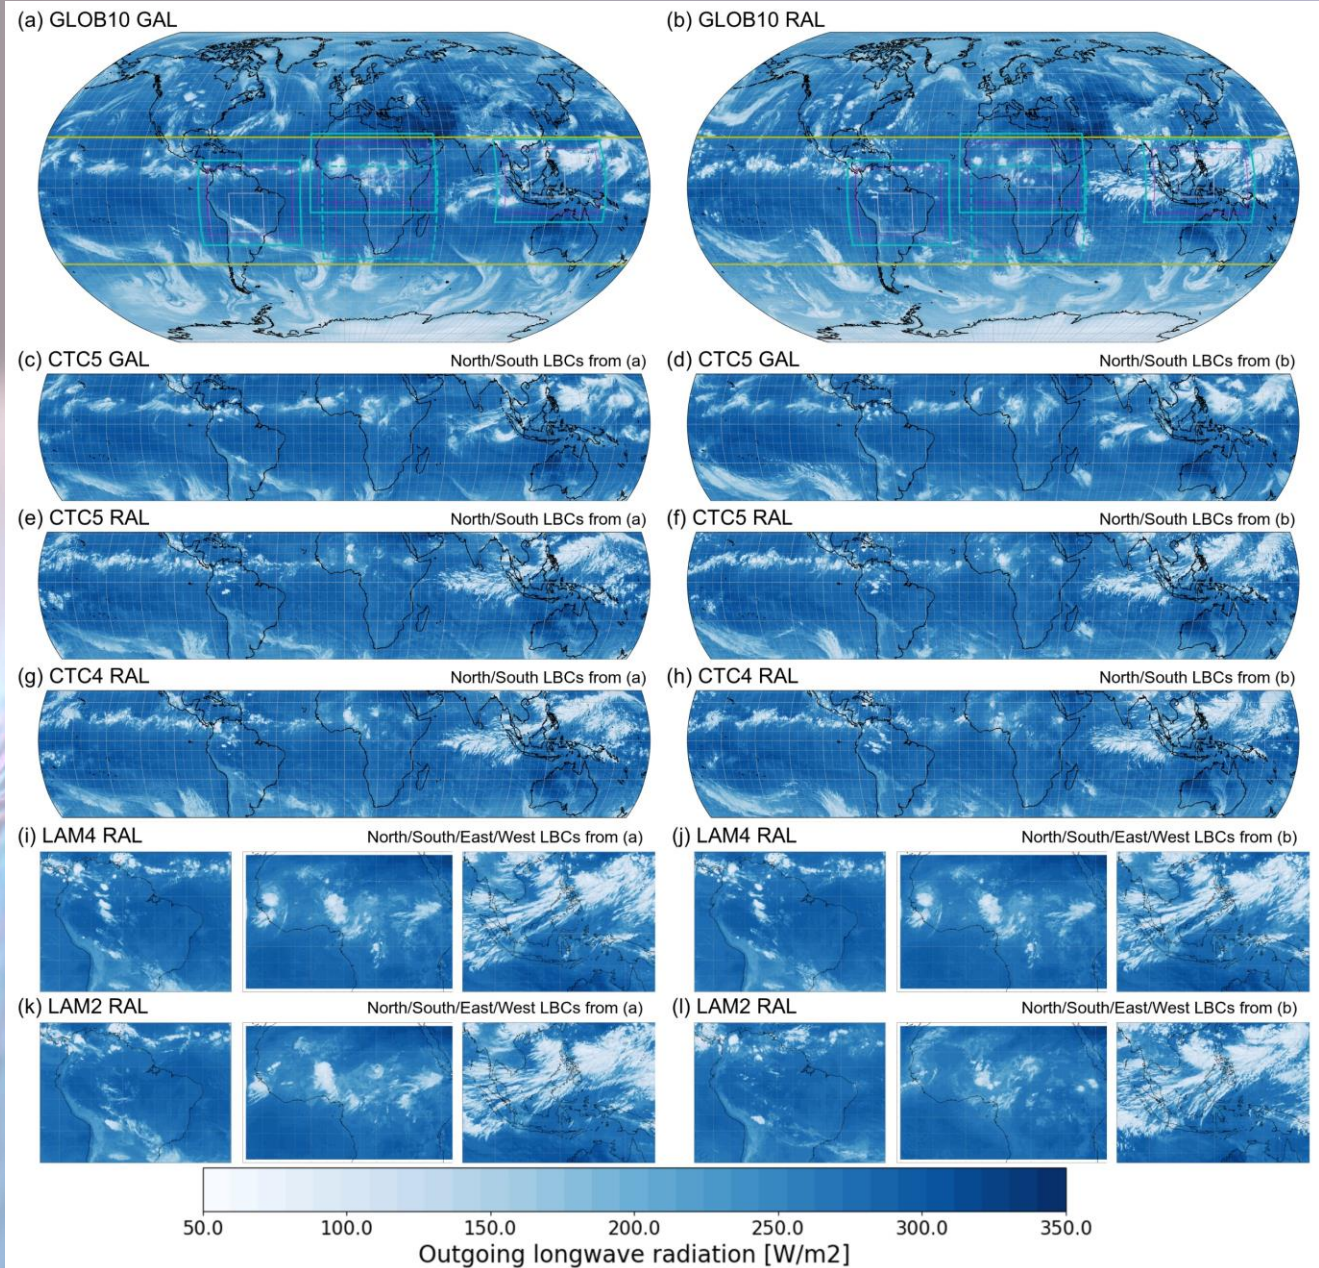 (a) GLOB10 GAL
(b) GLOB10 RAL
(c) CTC5 GAL North/South LBCs from (a)
(d) CTC5 GAL North/South LBCs from (b)
(e) CTC5 RAL North/South LBCs from (a)
(f) CTC5 RAL North/South LBCs from (b)
(g) CTC4 RAL North/South LBCs from (a)
(h) CTC4 RAL North/South LBCs from (b)
(i) LAM4 RAL North/South/East/West LBCs from (a)
(j) LAM4 RAL North/South/East/West LBCs from (b)
(k) LAM2 RAL North/South/East/West LBCs from (a)
(l) LAM2 RAL North/South/East/West LBCs from (b)
50.0 100.0 150.0 200.0 250.0 300.0 350.0
Outgoing longwave radiation [W/m2]